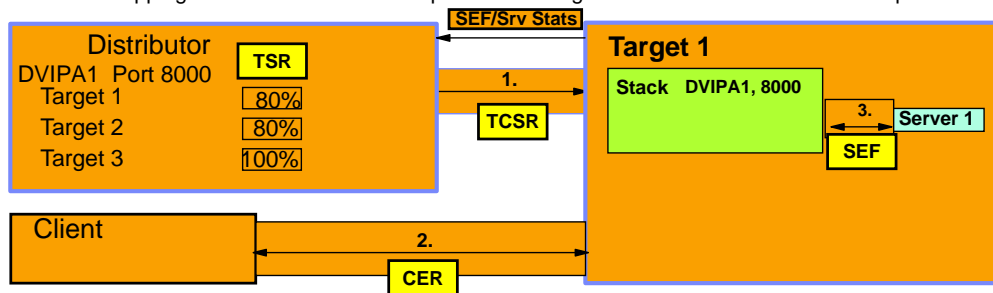 SEF/Srv Stats
Distributor
TSR
DVIPA1 Port 8000
Target 1 80%
Target 2 80%
Target 3 100%
1.
TCSR
Target 1
Stack DVIPA1, 8000
3.
Server 1
SEF
Client
2.
CER